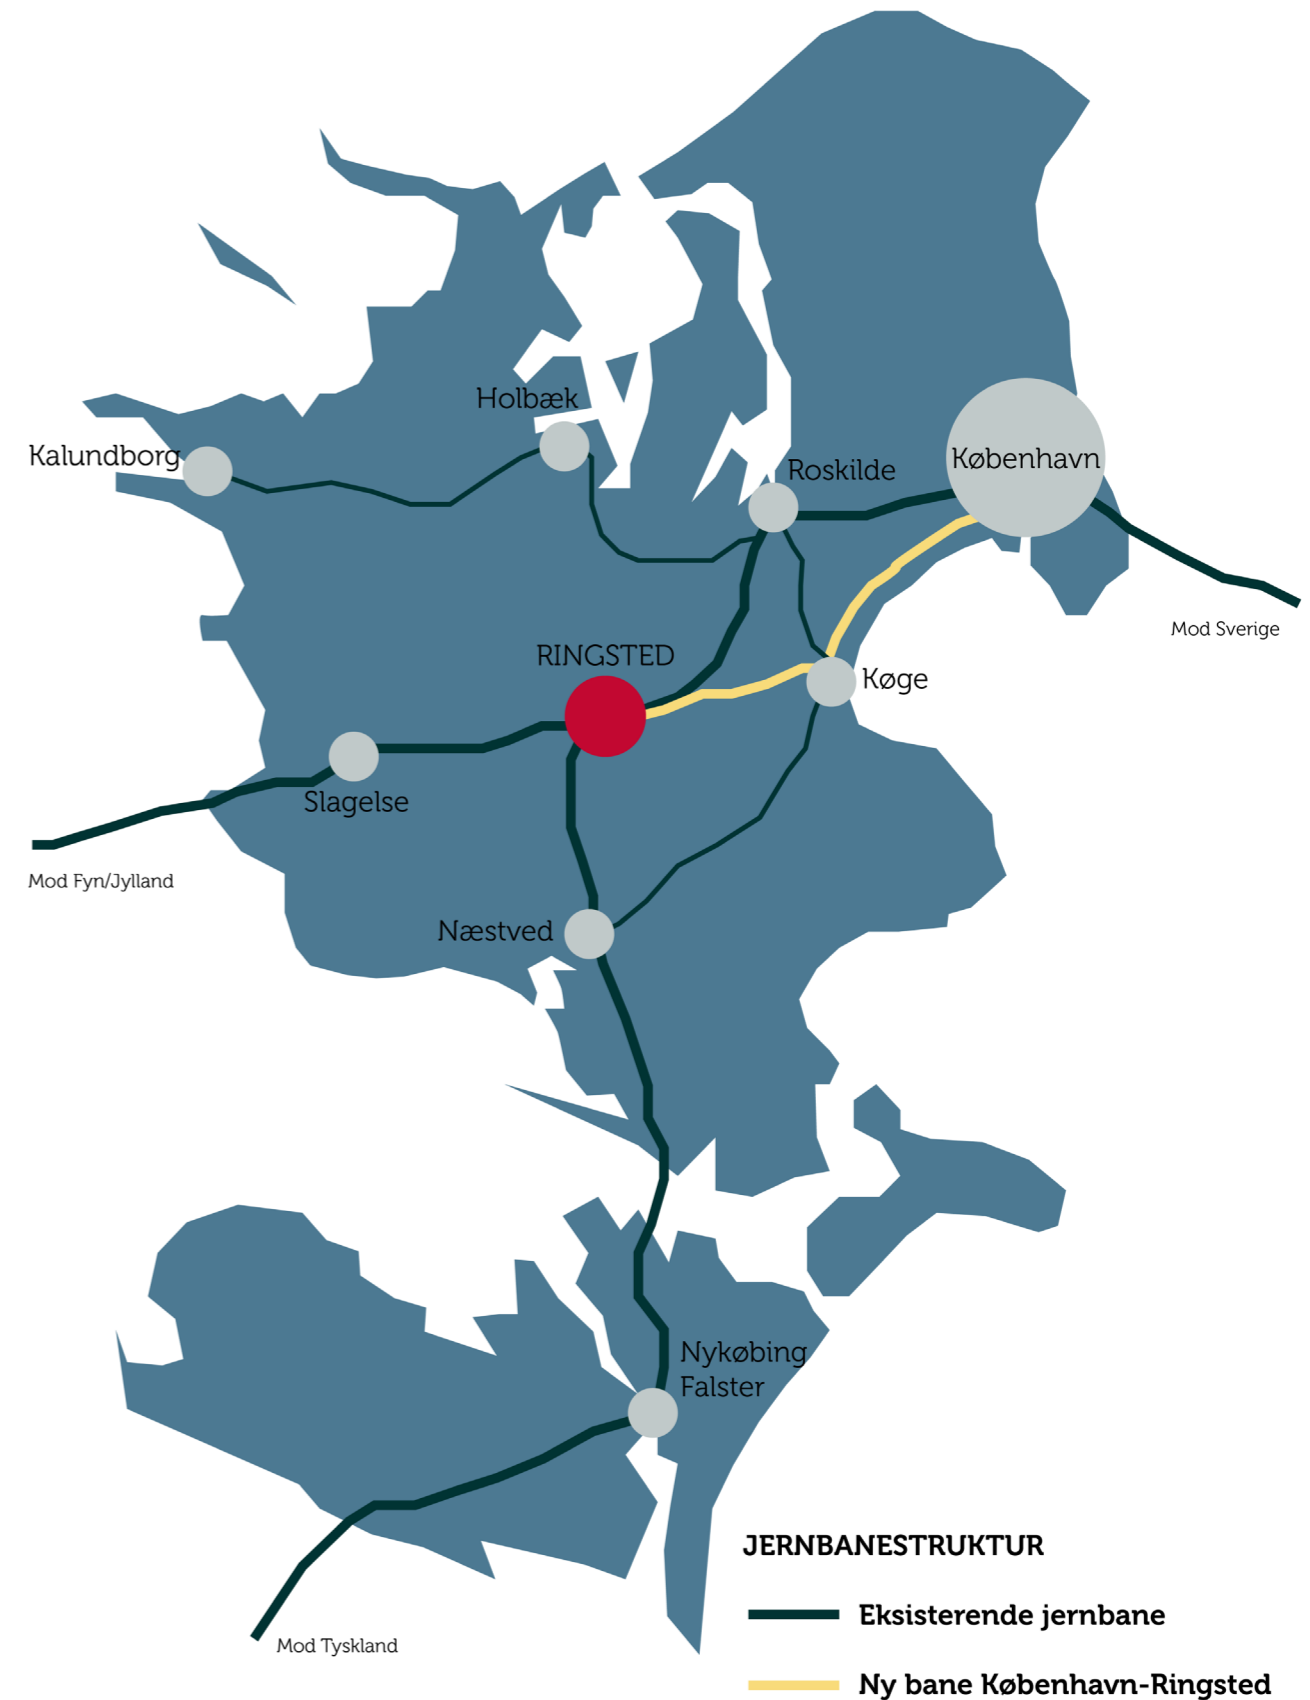 Holbæk
Kalundborg
København
Roskilde
Mod Sverige
RINGSTED
Køge
Slagelse
Mod Fyn/Jylland
Næstved
Nykøbing
Falster
Mod Tyskland
JERNBANESTRUKTUR
Eksisterende jernbane
Ny bane København-Ringsted